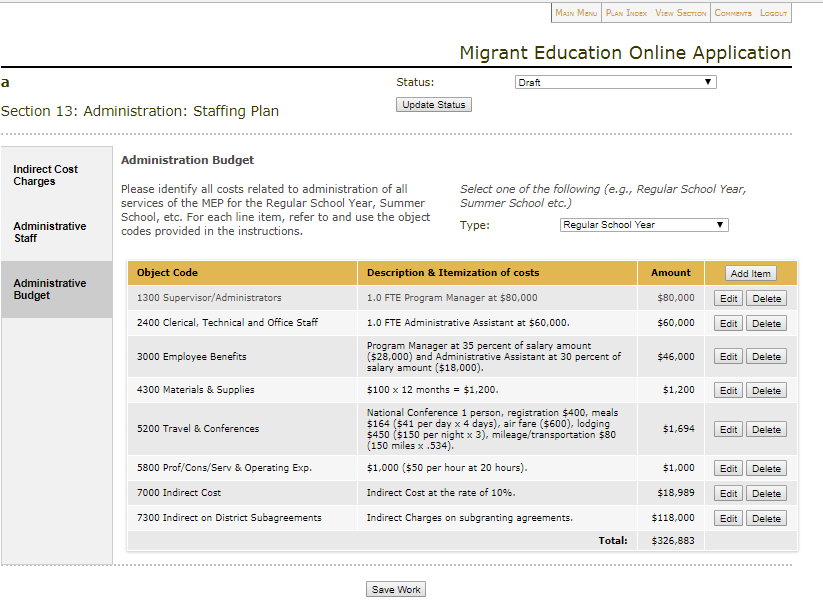 Main Menu Plan Index View Section Comments Logout
Migrant Education Online Application
a
Status: Draft
Update Status
Section 13: Administration: Staffing Plan
Indirect Cost
Charges
Administrative
Staff
Administrative
Budget
Administration Budget
Please identify all costs related to administration of all
services of the MEP for the Regular School Year, Summer
School, etc. For each line item, refer to and use the object
codes provided in the instructions.
Select one of the following (e.g., Regular School Year,
Summer School etc.)
Type: Regular School Year
Object Code Description & Itemization of costs Amount Add Item
1300 Supervisor/Administrators 1.0 FTE Program Manager at $80,000 $80,000 Edit Delete
2400 Clerical, Technical and Office Staff 1.0 FTE Administrative Assistant at $60,000. $60,000 Edit Delete
3000 Employee Benefits
Program Manager at 35 percent of salary amount
($28,000) and Administrative Assistant at 30 percent of
salary amount ($18,000).
$46,000 Edit Delete
4300 Materials & Supplies $100 x 12 months = $1,200. $1,200 Edit Delete
5200 Travel & Conferences
National Conference 1 person, registration $400, meals
$164 ($41 per day x 4 days), air fare ($600), lodging
$450 ($150 per night x 3), mileage/transportation $80
(150 miles x .534).
$1,694 Edit Delete
5800 Prof/Cons/Serv & Operating Exp. $1,000 ($50 per hour at 20 hours). $1,000 Edit Delete
7000 Indirect Cost Indirect Cost at the rate of 10%. $18,989 Edit Delete
7300 Indirect on District Subagreements Indirect Charges on subgranting agreements. $118,000 Edit Delete
Total: $326,883
Save Work